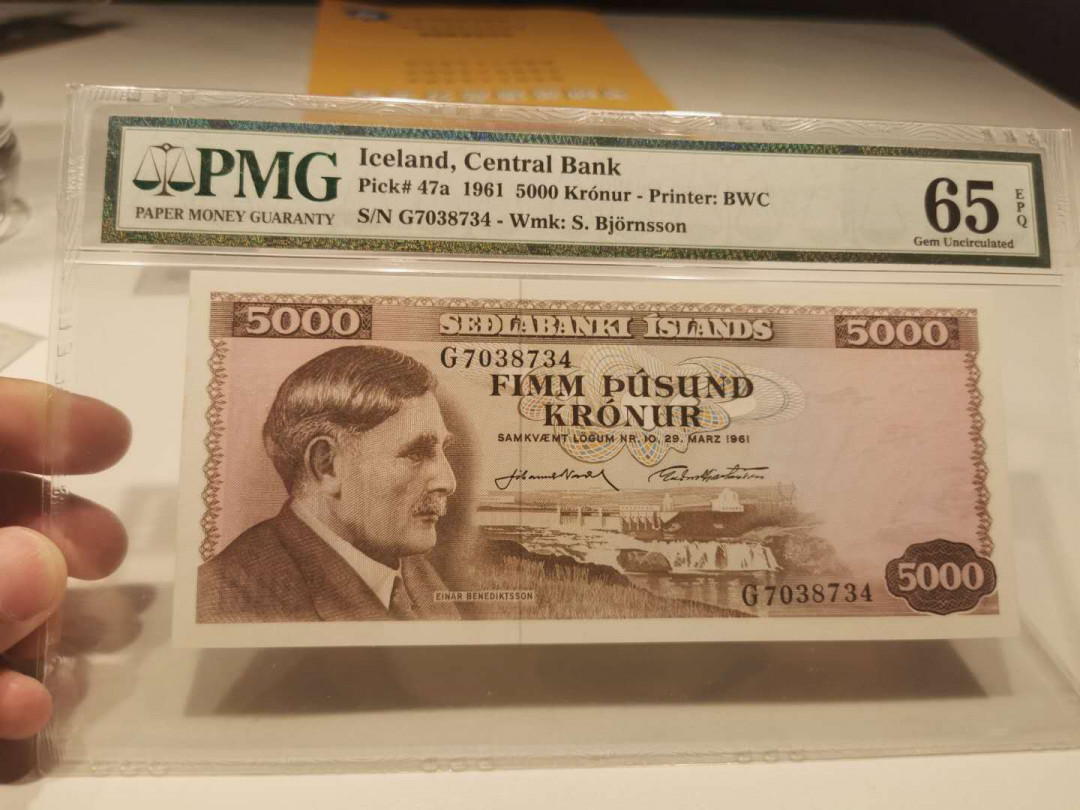 PMG
PAPER MONEY GUARANTY
Iceland, Central Bank
Pick# 47a 1961 5000 Krónur - Printer: BWC
S/N G7038734 - Wmk: S. Björnsson
65
EPQ
Gem Uncirculated
5000
SEÐLABANKI ÍSLANDS
5000
G7038734
FIMM ÞÚSUND
KRÓNUR
SAMKVÆMT LÖGUM NR. 10, 29. MARZ 1961
EINAR BENEDIKTSSON
G7038734
5000